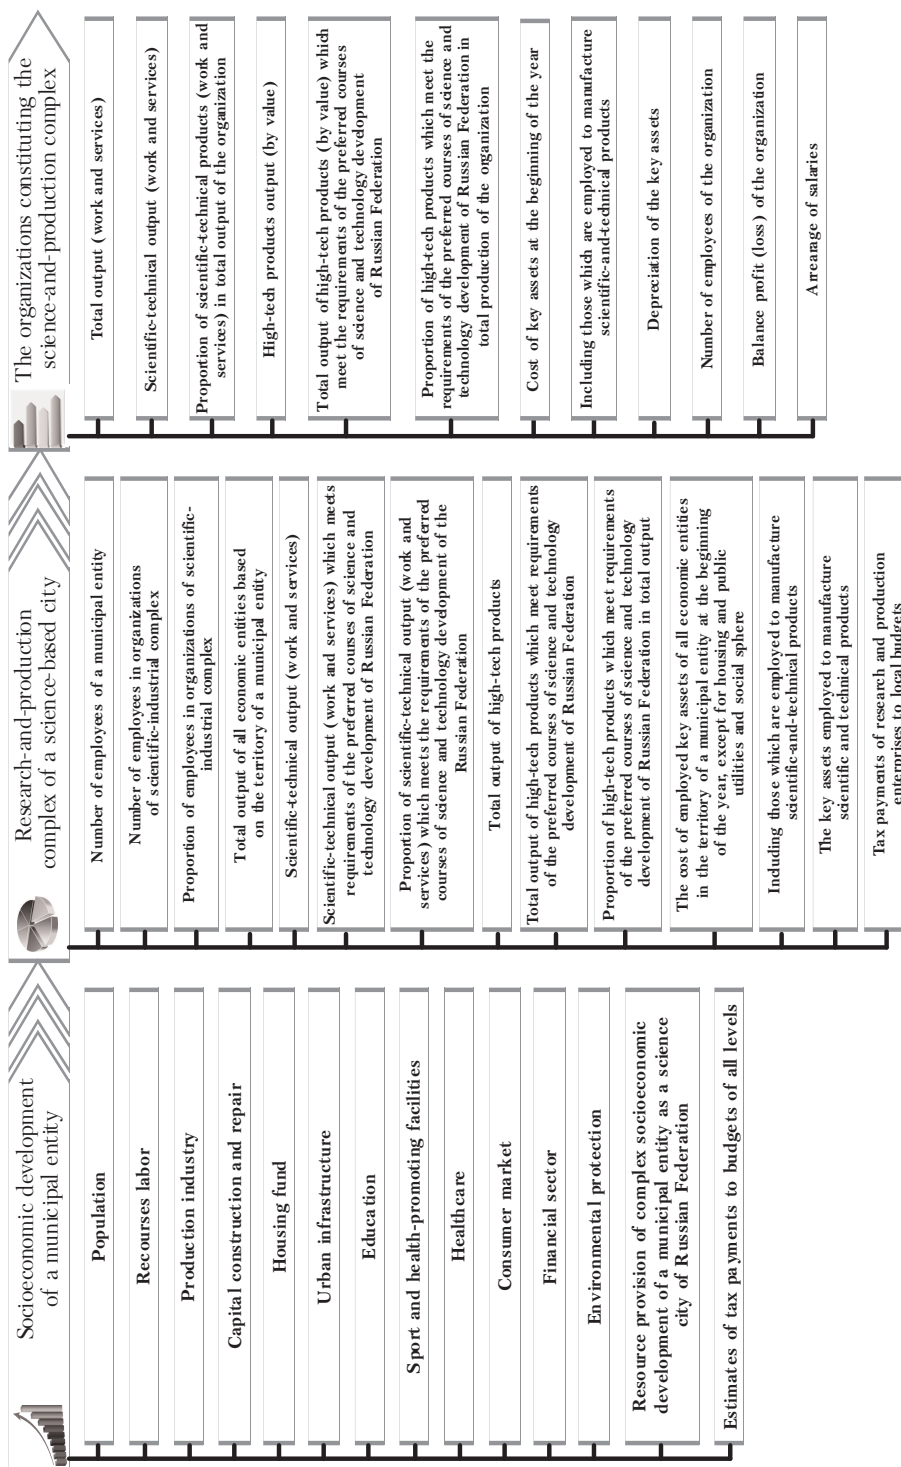 Socioeconomic development
of a municipal entity
Population
Recourses labor
Production industry
Capital construction and repair
Housing fund
Urban infrastructure
Education
Sport and health-promoting facilities
Healthcare
Consumer market
Financial sector
Environmental protection
Resource provision of complex socioeconomic
development of a municipal entity as a science
city of Russian Federation
Estimates of tax payments to budgets of all levels
Research-and-production
complex of a science-based city
Number of employees of a municipal entity
Number of employees in organizations
of scientific-industrial complex
Proportion of employees in organizations of scientific-
industrial complex
Total output of all economic entities based
on the territory of a municipal entity
Scientific-technical output (work and services)
Scientific-technical output (work and services) which meets
requirements of the preferred courses of science and
technology development of Russian Federation
Proportion of scientific-technical output (work and
services) which meets the requirements of the preferred
courses of science and technology development of the
Russian Federation
Total output of high-tech products
Total output of high-tech products which meet requirements
of the preferred courses of science and technology
development of Russian Federation
Proportion of high-tech products which meet requirements
of the preferred courses of science and technology
development of Russian Federation in total output
The cost of employed key assets of all economic entities
in the territory of a municipal entity at the beginning
of the year, except for housing and public
utilities and social sphere
Including those which are employed to manufacture
scientific-and-technical products
The key assets employed to manufacture
scientific and technical products
Tax payments of research and production
enterprises to local budgets
The organizations constituting the
science-and-production complex
Total output (work and services)
Scientific-technical output (work and services)
Proportion of scientific-technical products (work and
services) in total output of the organization
High-tech products output (by value)
Total output of high-tech products (by value) which
meet the requirements of the preferred courses
of science and technology development
of Russian Federation
Proportion of high-tech products which meet the
requirements of the preferred courses of science and
technology development of Russian Federation in
total production of the organization
Cost of key assets at the beginning of the year
Including those which are employed to manufacture
scientific-and-technical products
Depreciation of the key assets
Number of employees of the organization
Balance profit (loss) of the organization
Arrearage of salaries